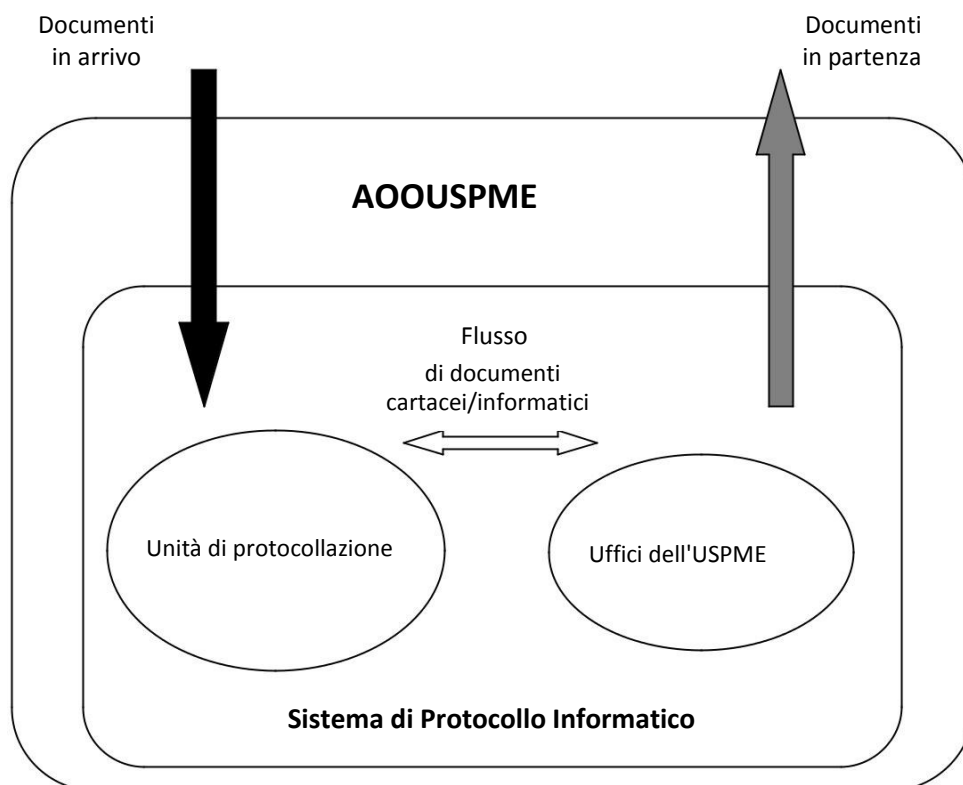 Documenti
in arrivo
Documenti
in partenza
AOOUSPME
Flusso
di documenti
cartacei/informatici
Unità di protocollazione
Uffici dell'USPME
Sistema di Protocollo Informatico